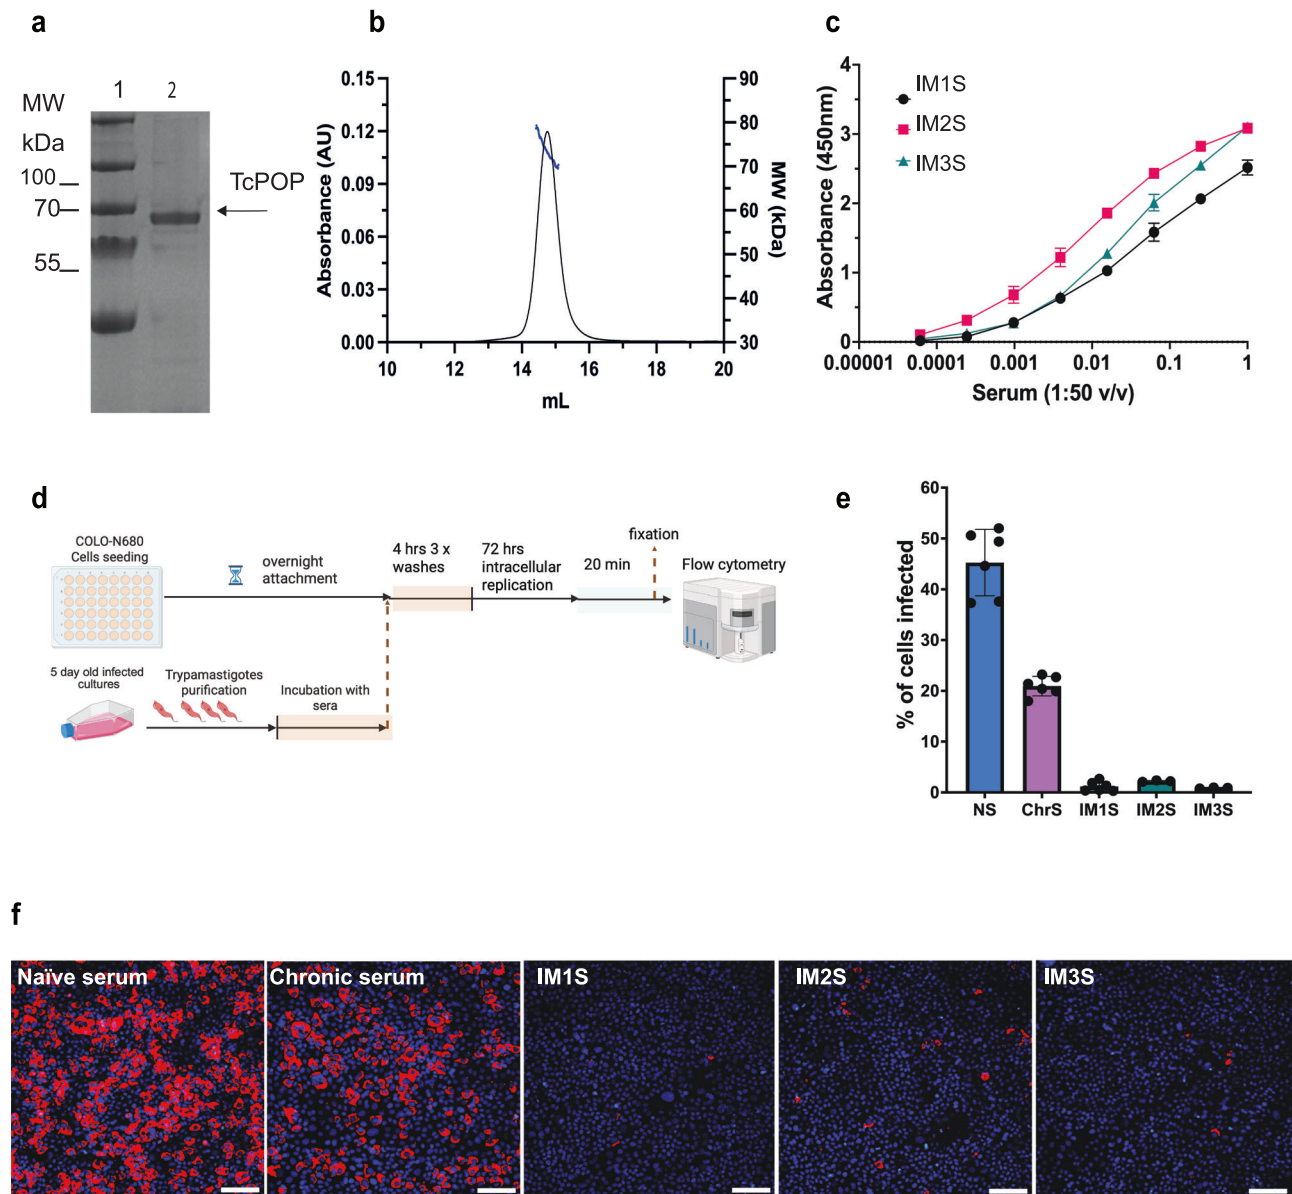 a
MW
kDa
1
2
100
70
55
TcPOP
b
Absorbance (AU)
0.15
0.12
0.09
0.06
0.03
0.00
10
12
14
16
18
20
mL
90
80
70
60
50
40
30
MW (kDa)
c
Absorbance (450nm)
4
3
2
1
0
0.00001
0.0001
0.001
0.01
0.1
1
Serum (1:50 v/v)
IM1S
IM2S
IM3S
d
COLO-N680
Cells seeding
overnight
attachment
4 hrs 3 x
washes
72 hrs
intracellular
replication
20 min
fixation
Flow cytometry
5 day old infected
cultures
Trypamastigotes
purification
Incubation with
sera
e
% of cells infected
60
50
40
30
20
10
0
NS
ChrS
IM1S
IM2S
IM3S
f
Naïve serum
Chronic serum
IM1S
IM2S
IM3S